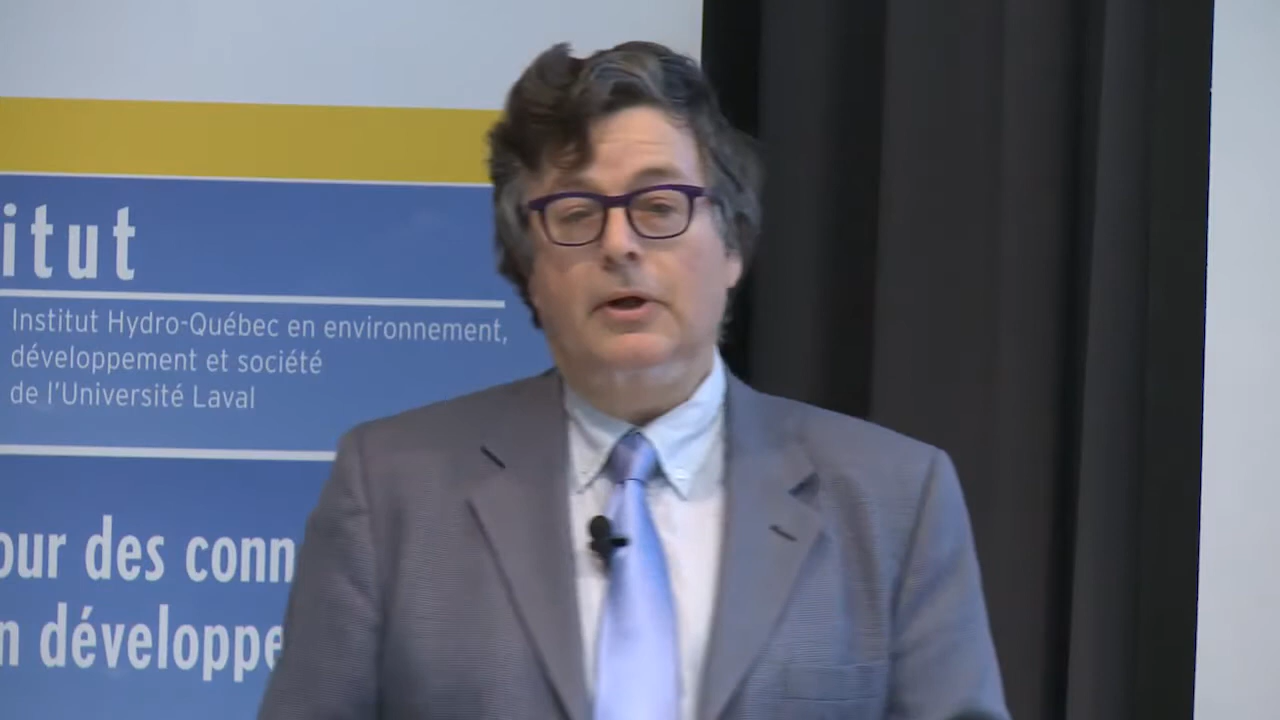 itut
Institut Hydro-Québec en environnement,
développement et société
de l'Université Laval
our des conn
n développe